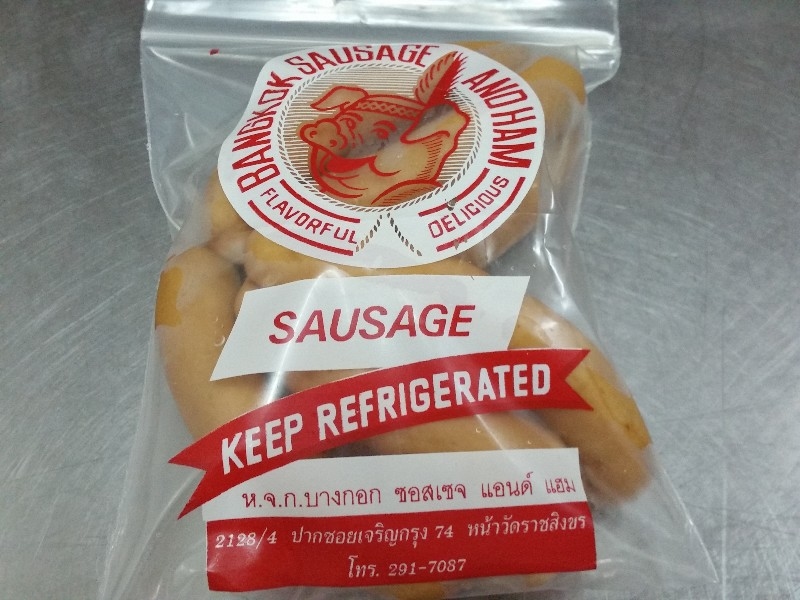 BANGKOK SAUSAGE AND HAM
FLAVORFUL
DELICIOUS
SAUSAGE
KEEP REFRIGERATED
ห.จ.ก.บางกอก ซอสเซจ แอนด์ แฮม
2128/4 ปากซอยเจริญกรุง 74 หน้าวัดราชสิงขร
โทร. 291-7087